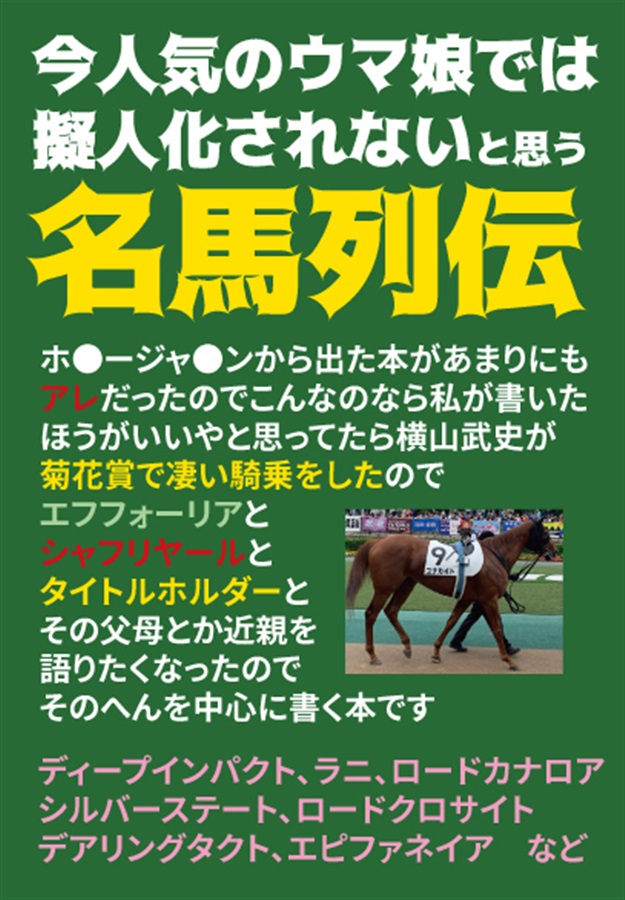 今人気のウマ娘では
擬人化されないと思う
名馬列伝
ホ●ージャ●ンから出た本があまりにも
アレだったのでこんなのなら私が書いた
ほうがいいやと思ってたら横山武史が
菊花賞で凄い騎乗をしたので
エフフォーリアと
シャフリヤールと
タイトルホルダーと
その父母とか近親を
語りたくなったので
そのへんを中心に書く本です
9
ユナカイト
ディープインパクト、ラニ、ロードカナロア
シルバーステート、ロードクロサイト
デアリングタクト、エピファネイア　など